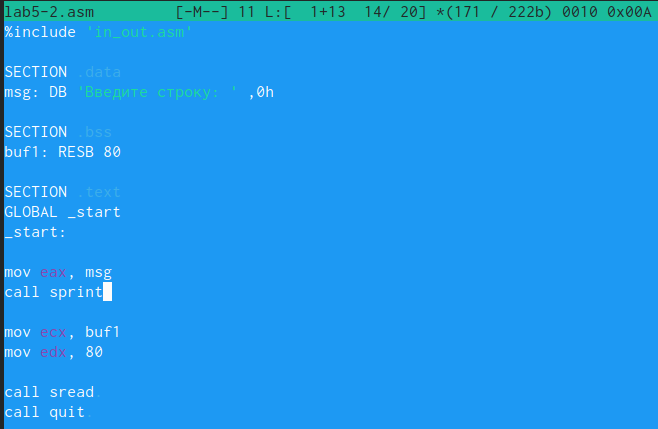 lab5-2.asm [-M--] 11 L:[ 1+13 14/ 20] *(171 / 222b) 0010 0x00A
%include 'in_out.asm'
SECTION .data
msg: DB 'Введите строку: ' ,0h
SECTION .bss
buf1: RESB 80
SECTION .text
GLOBAL _start
_start:
mov eax, msg
call sprint
mov ecx, buf1
mov edx, 80
call sread
call quit